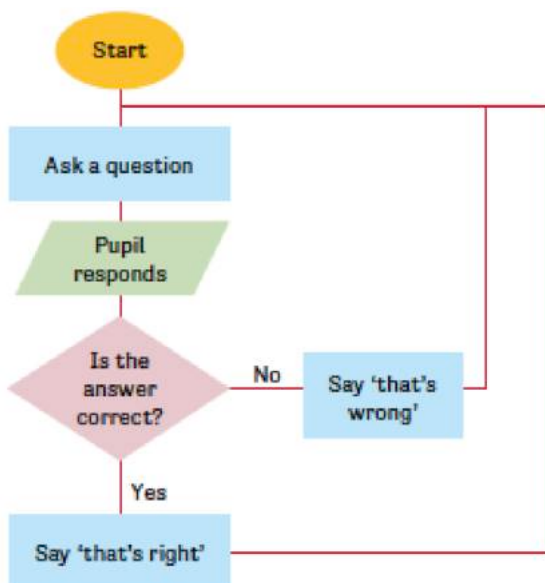 Start
Ask a question
Pupil
responds
Is the
answer
correct?
No
Say ‘that’s
wrong’
Yes
Say ‘that’s right’